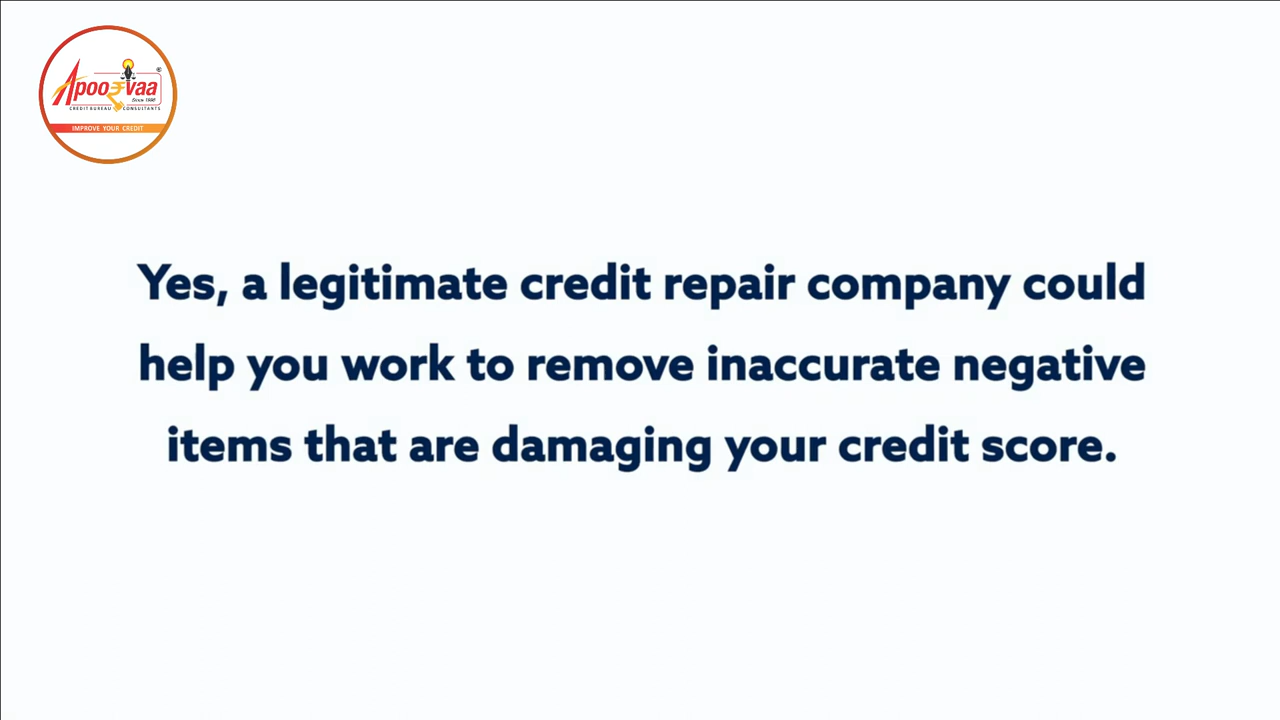 Apoorvaa
Since 1996
CREDIT BUREAU CONSULTANTS
IMPROVE YOUR CREDIT
Yes, a legitimate credit repair company could
help you work to remove inaccurate negative
items that are damaging your credit score.